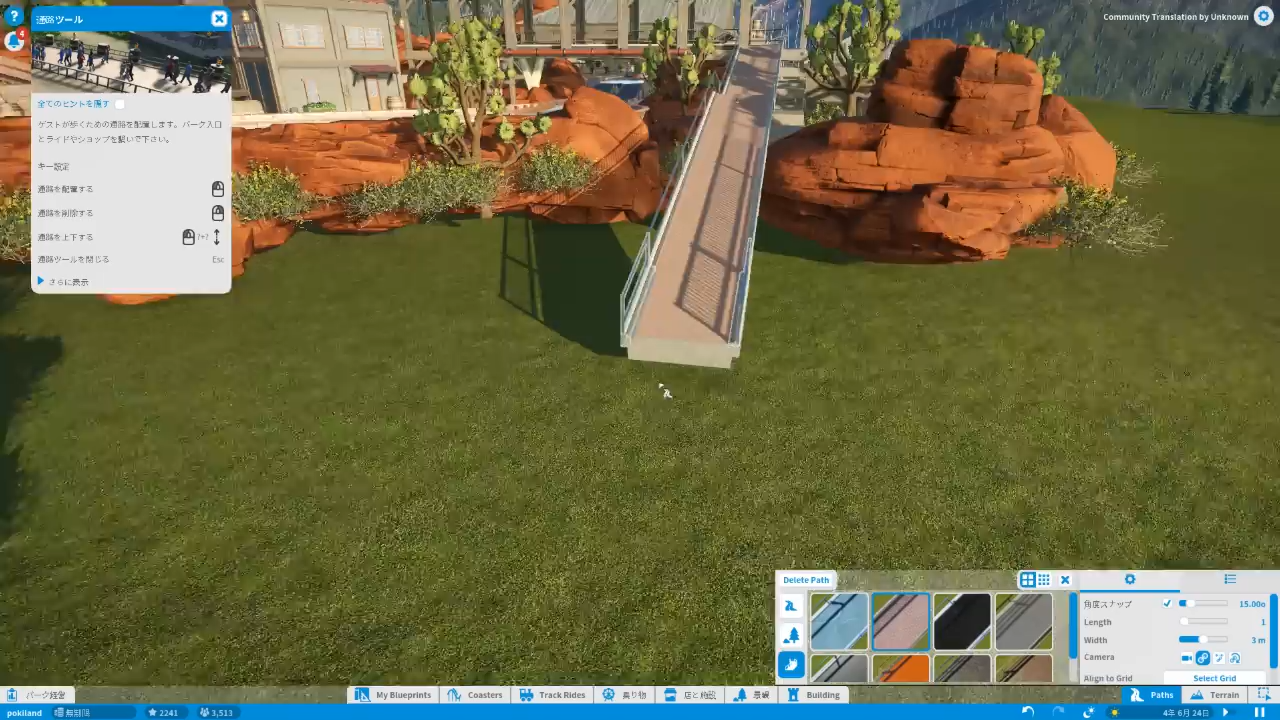 ?
通路ツール
4
Community Translation by Unknown
全てのヒントを隠す
ゲストが歩くための通路を配置します。パーク入口
とライドやショップを繋いで下さい。
キー設定
通路を配置する
通路を削除する
通路を上下する
/+?
通路ツールを閉じる
Esc
さらに表示
Delete Path
角度スナップ
15.00o
Length
1
Width
3 m
Camera
Align to Grid
Select Grid
パーク経営
My Blueprints
Coasters
Track Rides
乗り物
店と施設
景観
Building
Paths
Terrain
pokiland
無制限
2241
3,513
4年 6月 24日